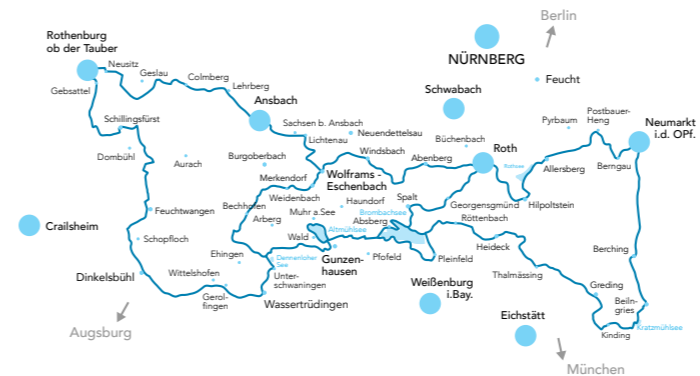 Berlin
Rothenburg
ob der Tauber
Neusitz
Geslau
Colmberg
Lehrberg
Gebsattel
NÜRNBERG
Feucht
Schwabach
Ansbach
Schillingsfürst
Sachsen b. Ansbach
Lichtenau
Neuendettelsau
Pyrbaum
Postbauer-
Heng
Neumarkt
i.d. OPf.
Büchenbach
Roth
Dombühl
Aurach
Burgoberbach
Windsbach
Abenberg
Rothsee
Allersberg
Berngau
Merkendorf
Wolframs -
Eschenbach
Weidenbach
Haundorf
Spalt
Georgensgmünd
Hilpoltstein
Feuchtwangen
Bechhofen
Arberg
Muhr a.See
Brombachsee
Absberg
Röttenbach
Crailsheim
Schopfloch
Wald
Altmühlsee
Heideck
Berching
Ehingen
Dennenloher
See
Gunzen-
hausen
Pfofeld
Pleinfeld
Thalmässing
Dinkelsbühl
Wittelshofen
Unter-
schwaningen
Gerol-
fingen
Wassertrüdingen
Weißenburg
i.Bay.
Greding
Beiln-
gries
Augsburg
Eichstätt
Kinding
Kratzmühlsee
München